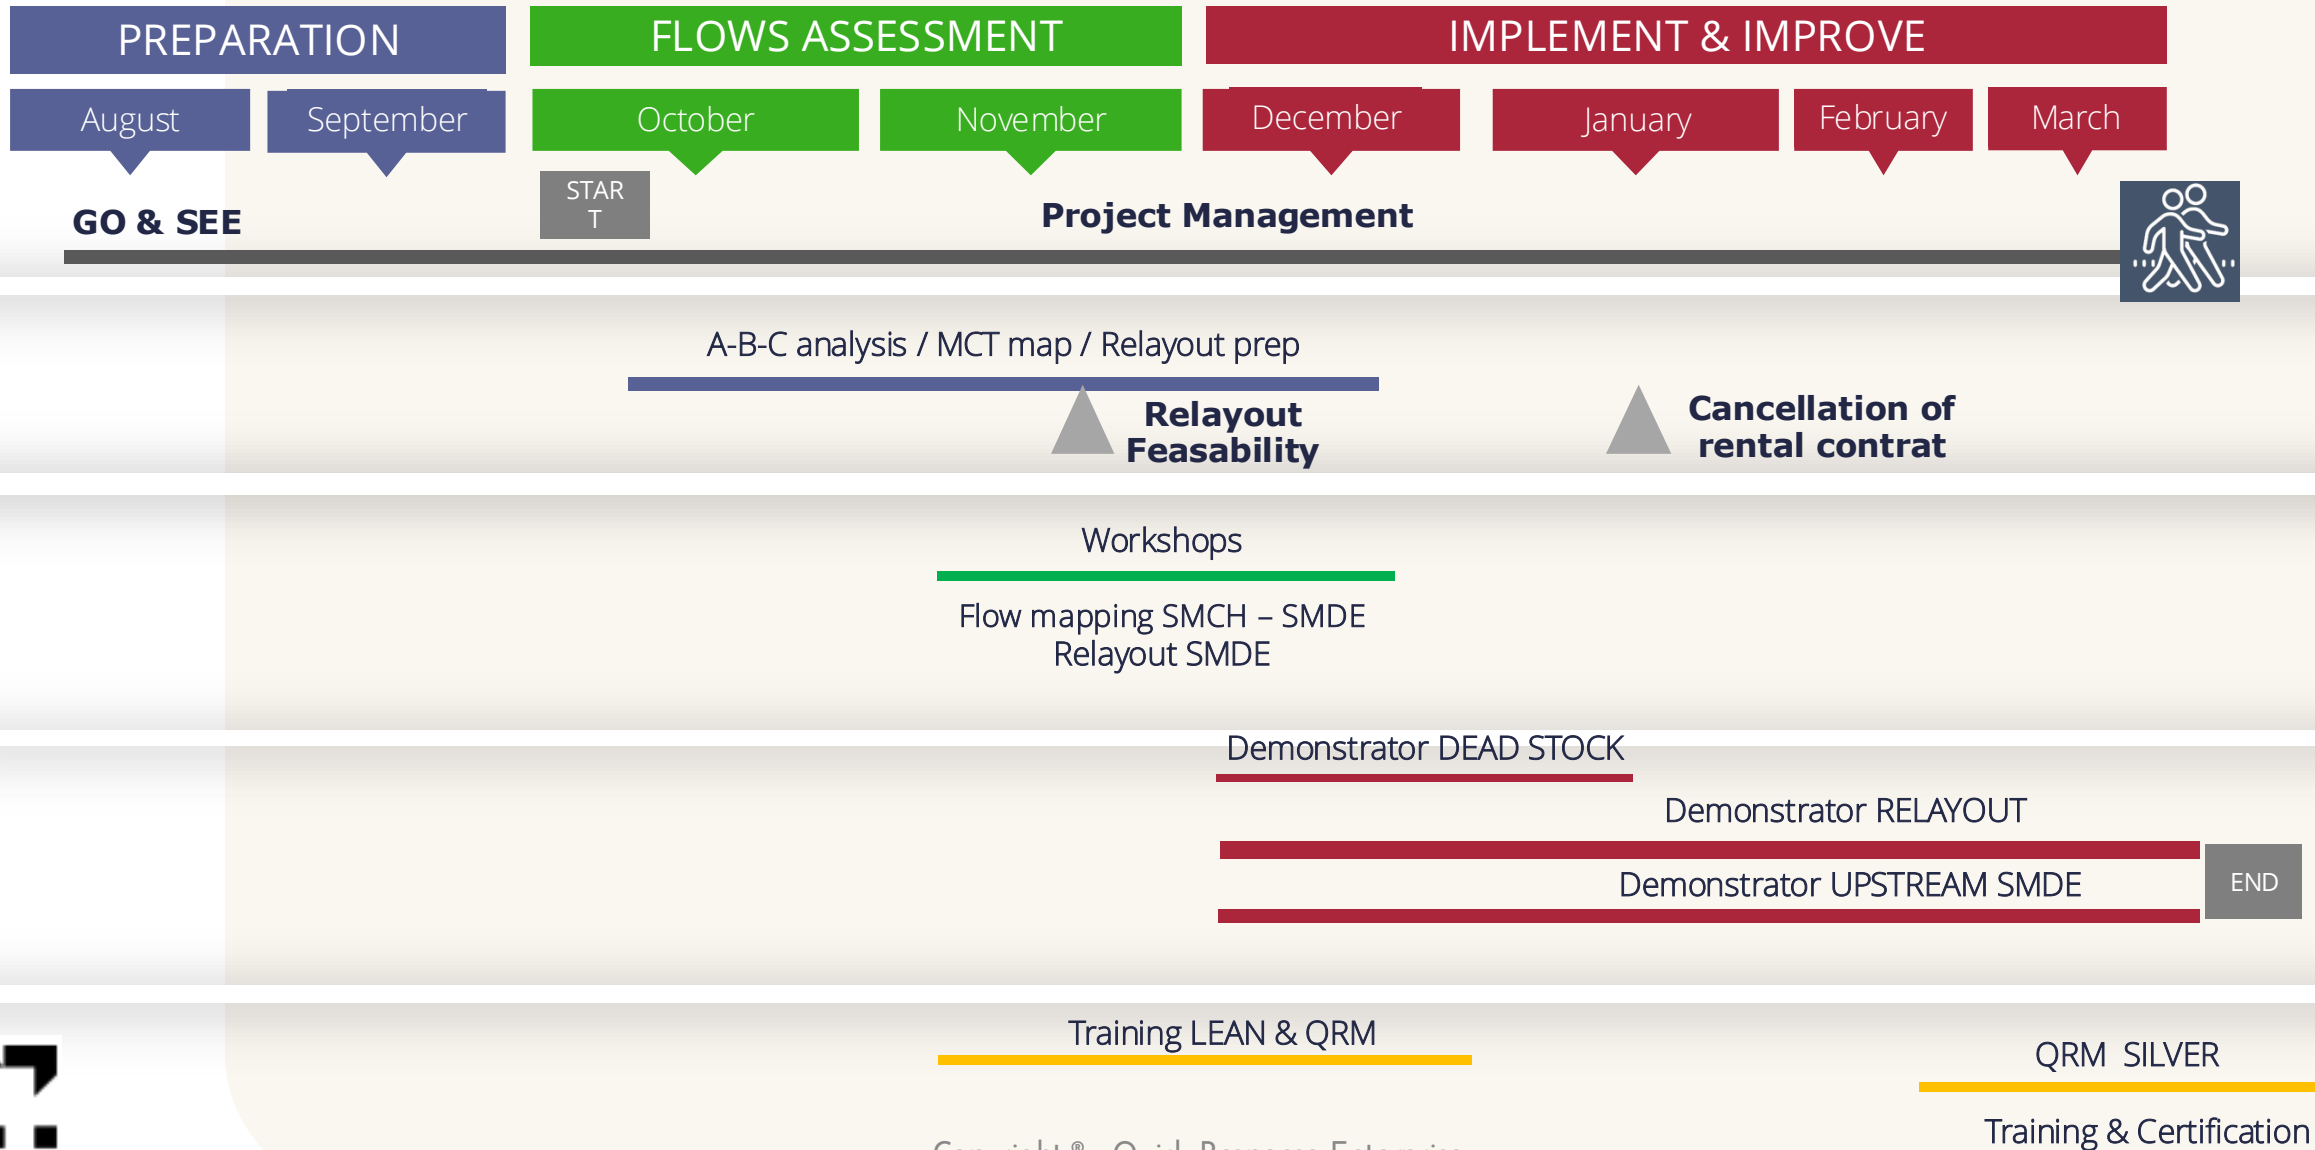 PREPARATION
FLOWS ASSESSMENT
IMPLEMENT & IMPROVE
August
September
October
November
December
January
February
March
GO & SEE
STAR
T
Project Management
A-B-C analysis / MCT map / Relayout prep
Relayout
Feasability
Cancellation of
rental contrat
Workshops
Flow mapping SMCH – SMDE
Relayout SMDE
Demonstrator DEAD STOCK
Demonstrator RELAYOUT
Demonstrator UPSTREAM SMDE
END
Training LEAN & QRM
QRM SILVER
Training & Certification